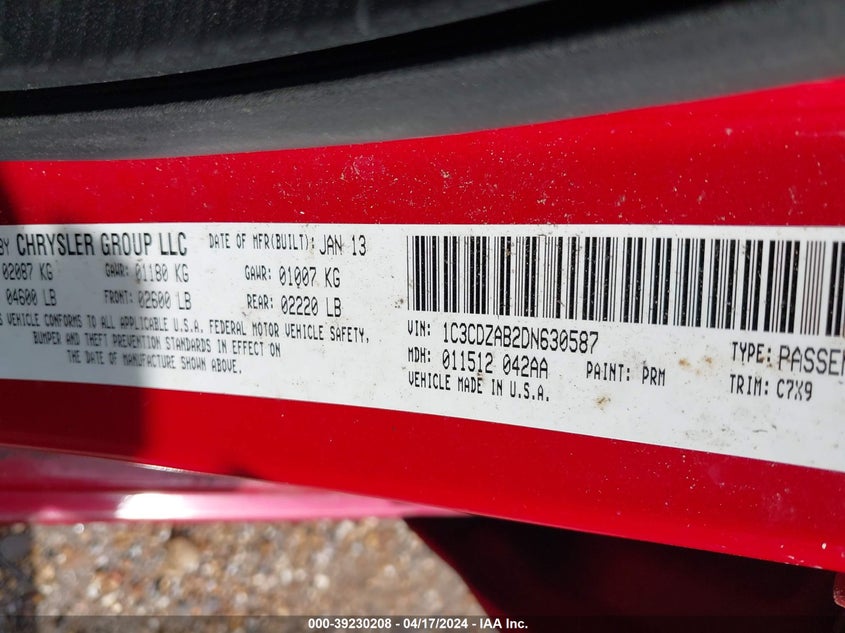 BY CHRYSLER GROUP LLC DATE OF MFR(BUILT): JAN 13
02087 KG GAWR: 01180 KG GAWR: 01007 KG
04600 LB FRONT: 02600 LB REAR: 02220 LB
VEHICLE CONFORMS TO ALL APPLICABLE U.S.A. FEDERAL MOTOR VEHICLE SAFETY,
BUMPER AND THEFT PREVENTION STANDARDS IN EFFECT ON
THE DATE OF MANUFACTURE SHOWN ABOVE.
VIN: 1C3CDZAB2DN630587 TYPE: PASSEN
MDH: 011512 042AA PAINT: PRM TRIM: C7X9
VEHICLE MADE IN U.S.A.
000-39230208 - 04/17/2024 - IAA Inc.